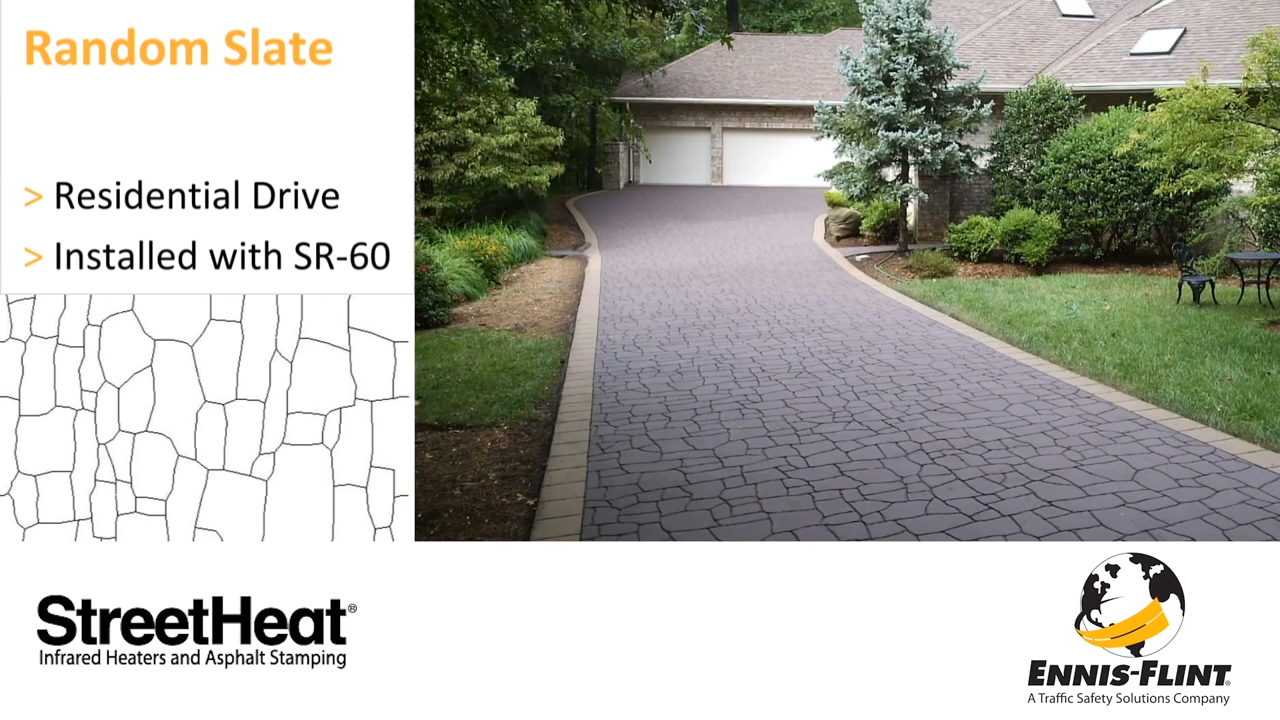 Random Slate
> Residential Drive
> Installed with SR-60
StreetHeat®
Infrared Heaters and Asphalt Stamping
ENNIS-FLINT®
A Traffic Safety Solutions Company